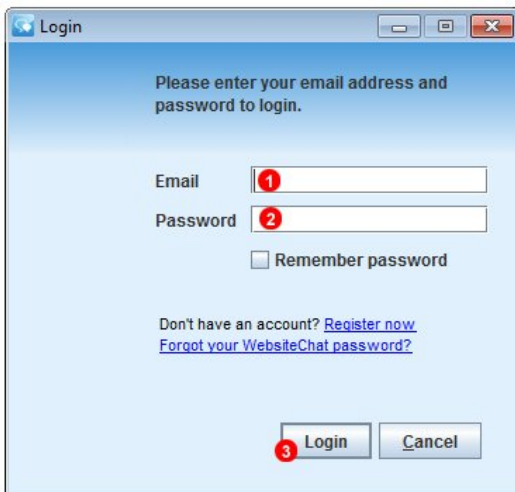 Login
Please enter your email address and
password to login.
Email 1
Password 2
Remember password
Don't have an account? Register now
Forgot your WebsiteChat password?
3 Login Cancel